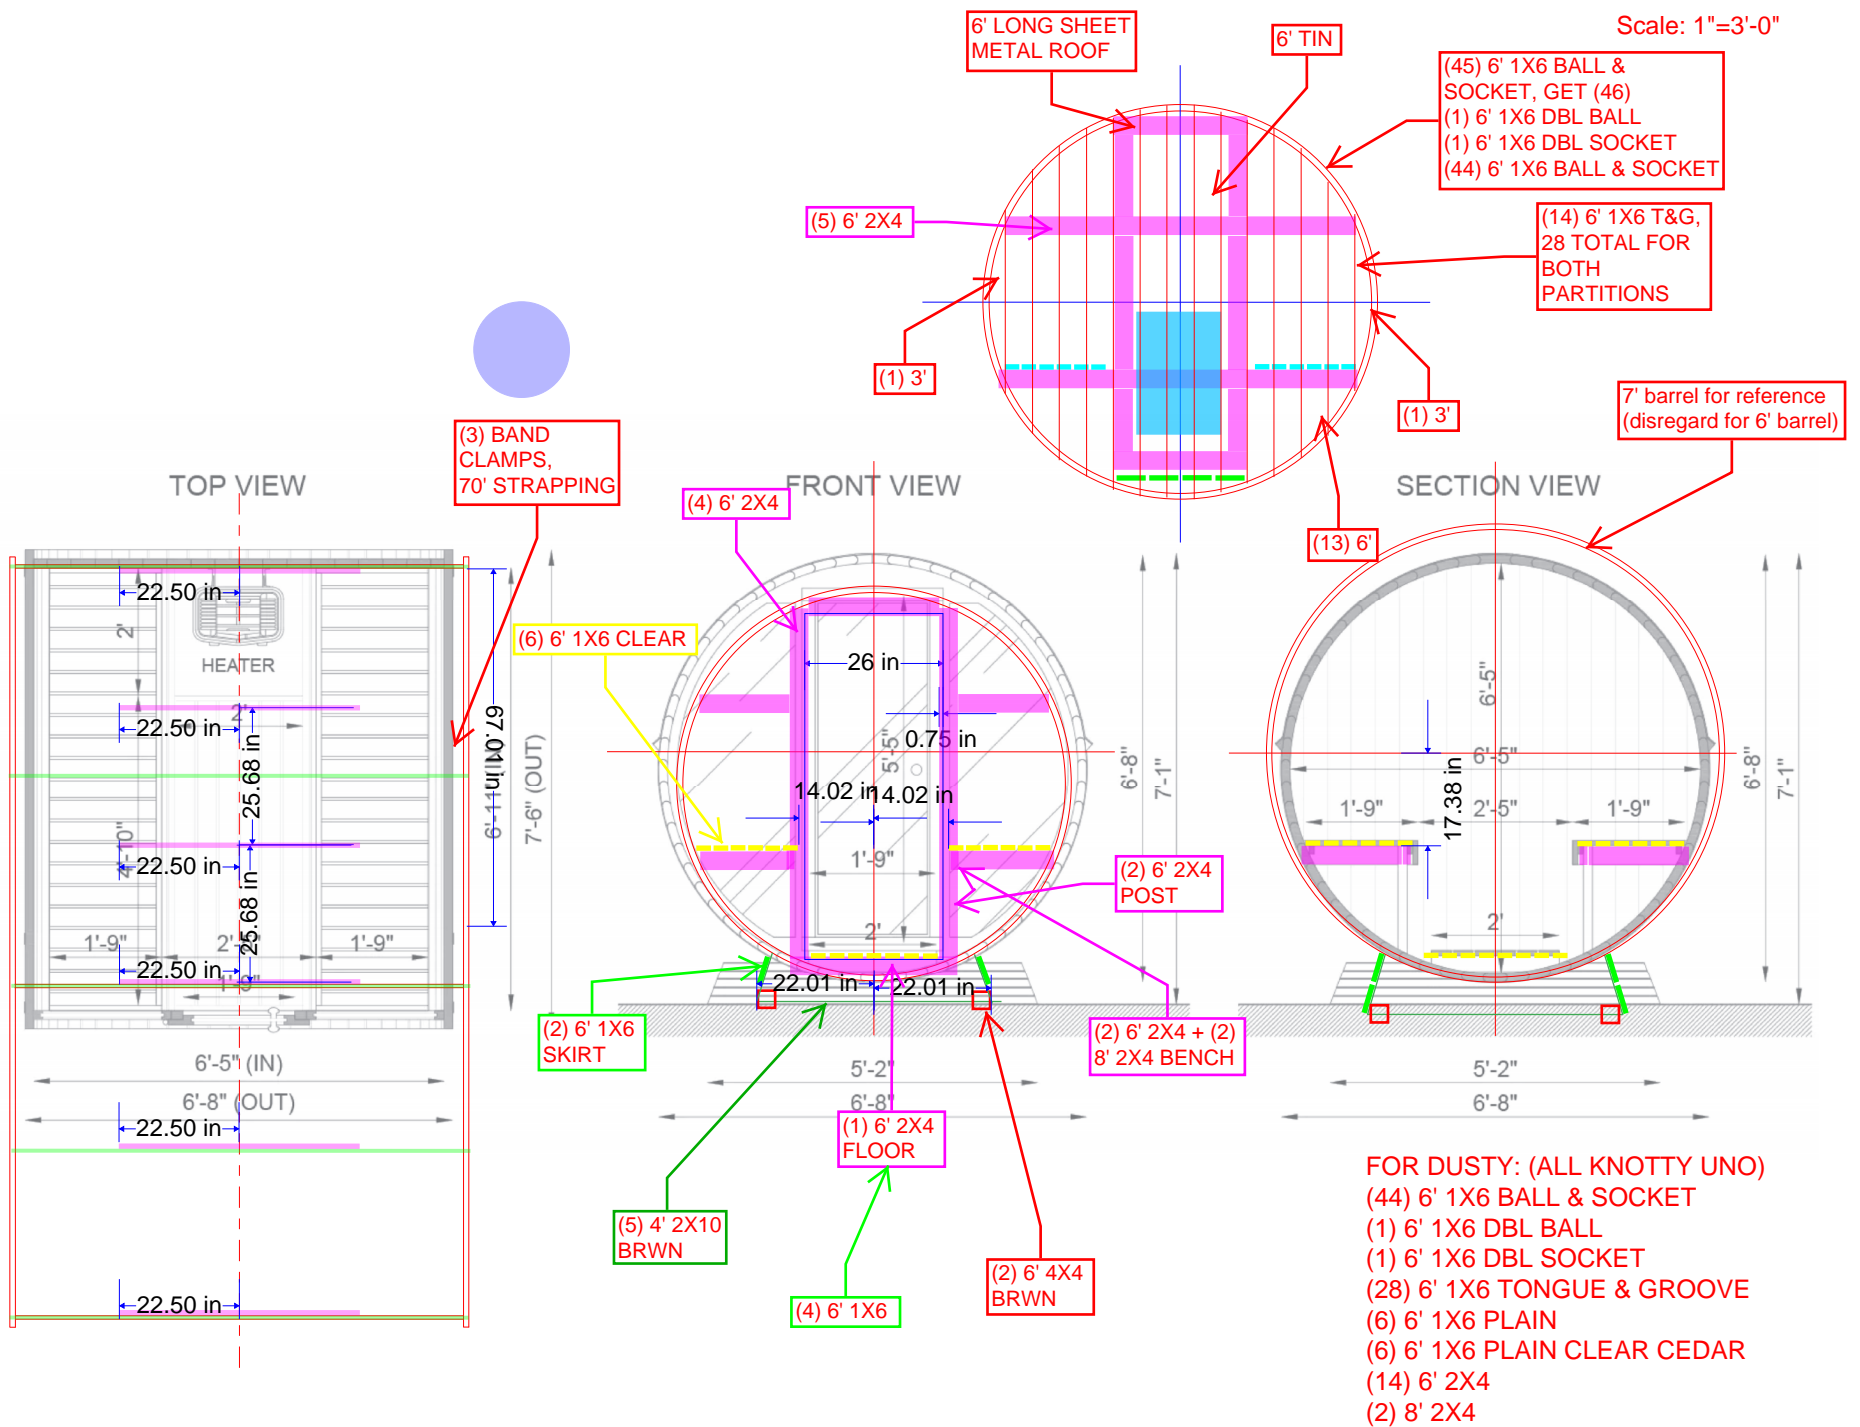 Scale: 1"=3'-0"
6' LONG SHEET
METAL ROOF
6' TIN
(45) 6' 1X6 BALL &
SOCKET, GET (46)
(1) 6' 1X6 DBL BALL
(1) 6' 1X6 DBL SOCKET
(44) 6' 1X6 BALL & SOCKET
(5) 6' 2X4
(14) 6' 1X6 T&G,
28 TOTAL FOR
BOTH
PARTITIONS
(1) 3'
(1) 3'
(13) 6'
7' barrel for reference
(disregard for 6' barrel)
(3) BAND
CLAMPS,
70' STRAPPING
TOP VIEW
22.50 in
2'
HEATER
22.50 in
2'
25.68 in
67.01 in
7'-6" (OUT)
4'-10"
22.50 in
25.68 in
1'-9"
1'-9"
22.50 in
6'-5" (IN)
6'-8" (OUT)
22.50 in
22.50 in
FRONT VIEW
(4) 6' 2X4
(6) 6' 1X6 CLEAR
26 in
0.75 in
5'-5"
14.02 in
14.02 in
1'-9"
2'
6'-8"
7'-1"
(2) 6' 2X4
POST
22.01 in
22.01 in
(2) 6' 1X6
SKIRT
(2) 6' 2X4 + (2)
8' 2X4 BENCH
5'-2"
6'-8"
(1) 6' 2X4
FLOOR
(5) 4' 2X10
BRWN
(4) 6' 1X6
(2) 6' 4X4
BRWN
SECTION VIEW
6'-5"
6'-5"
17.38 in
1'-9"
2'-5"
1'-9"
2'
6'-8"
7'-1"
5'-2"
6'-8"
FOR DUSTY: (ALL KNOTTY UNO)
(44) 6' 1X6 BALL & SOCKET
(1) 6' 1X6 DBL BALL
(1) 6' 1X6 DBL SOCKET
(28) 6' 1X6 TONGUE & GROOVE
(6) 6' 1X6 PLAIN
(6) 6' 1X6 PLAIN CLEAR CEDAR
(14) 6' 2X4
(2) 8' 2X4